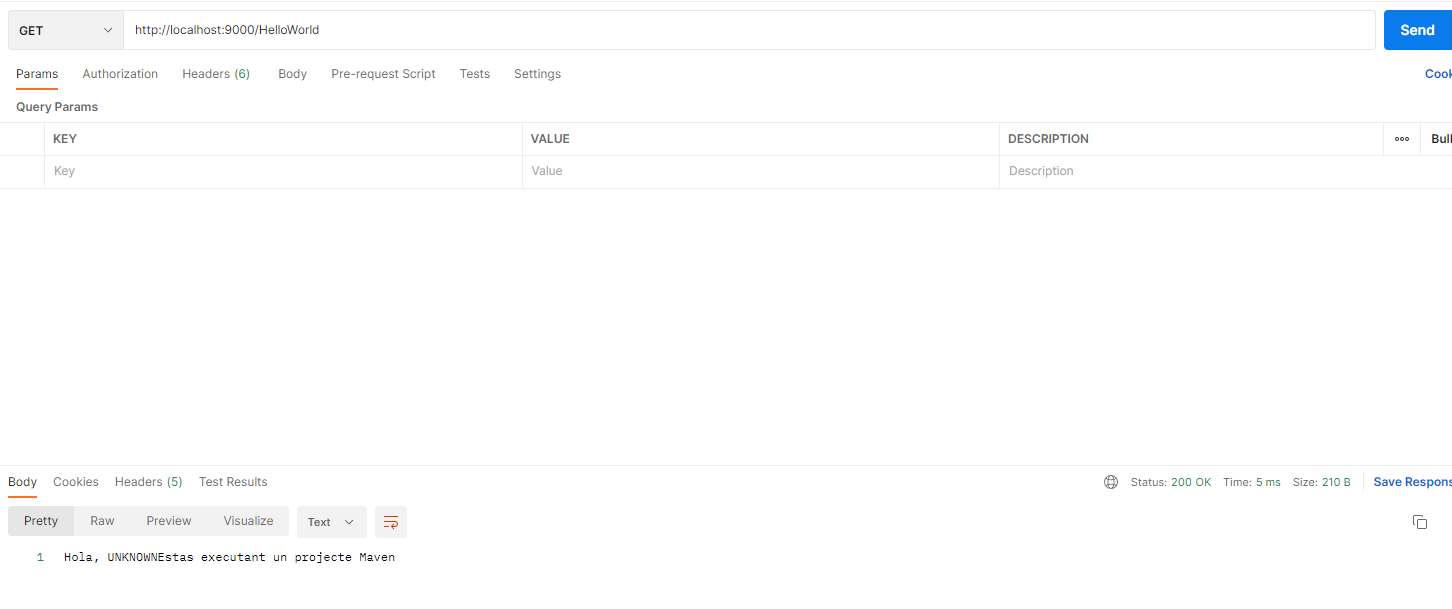 GET http://localhost:9000/HelloWorld Send
Params Authorization Headers (6) Body Pre-request Script Tests Settings Cook
Query Params
KEY VALUE DESCRIPTION ooo Bull
Key Value Description
Body Cookies Headers (5) Test Results Status: 200 OK Time: 5 ms Size: 210 B Save Respons
Pretty Raw Preview Visualize Text
1 Hola, UNKNOWNEstas executant un projecte Maven